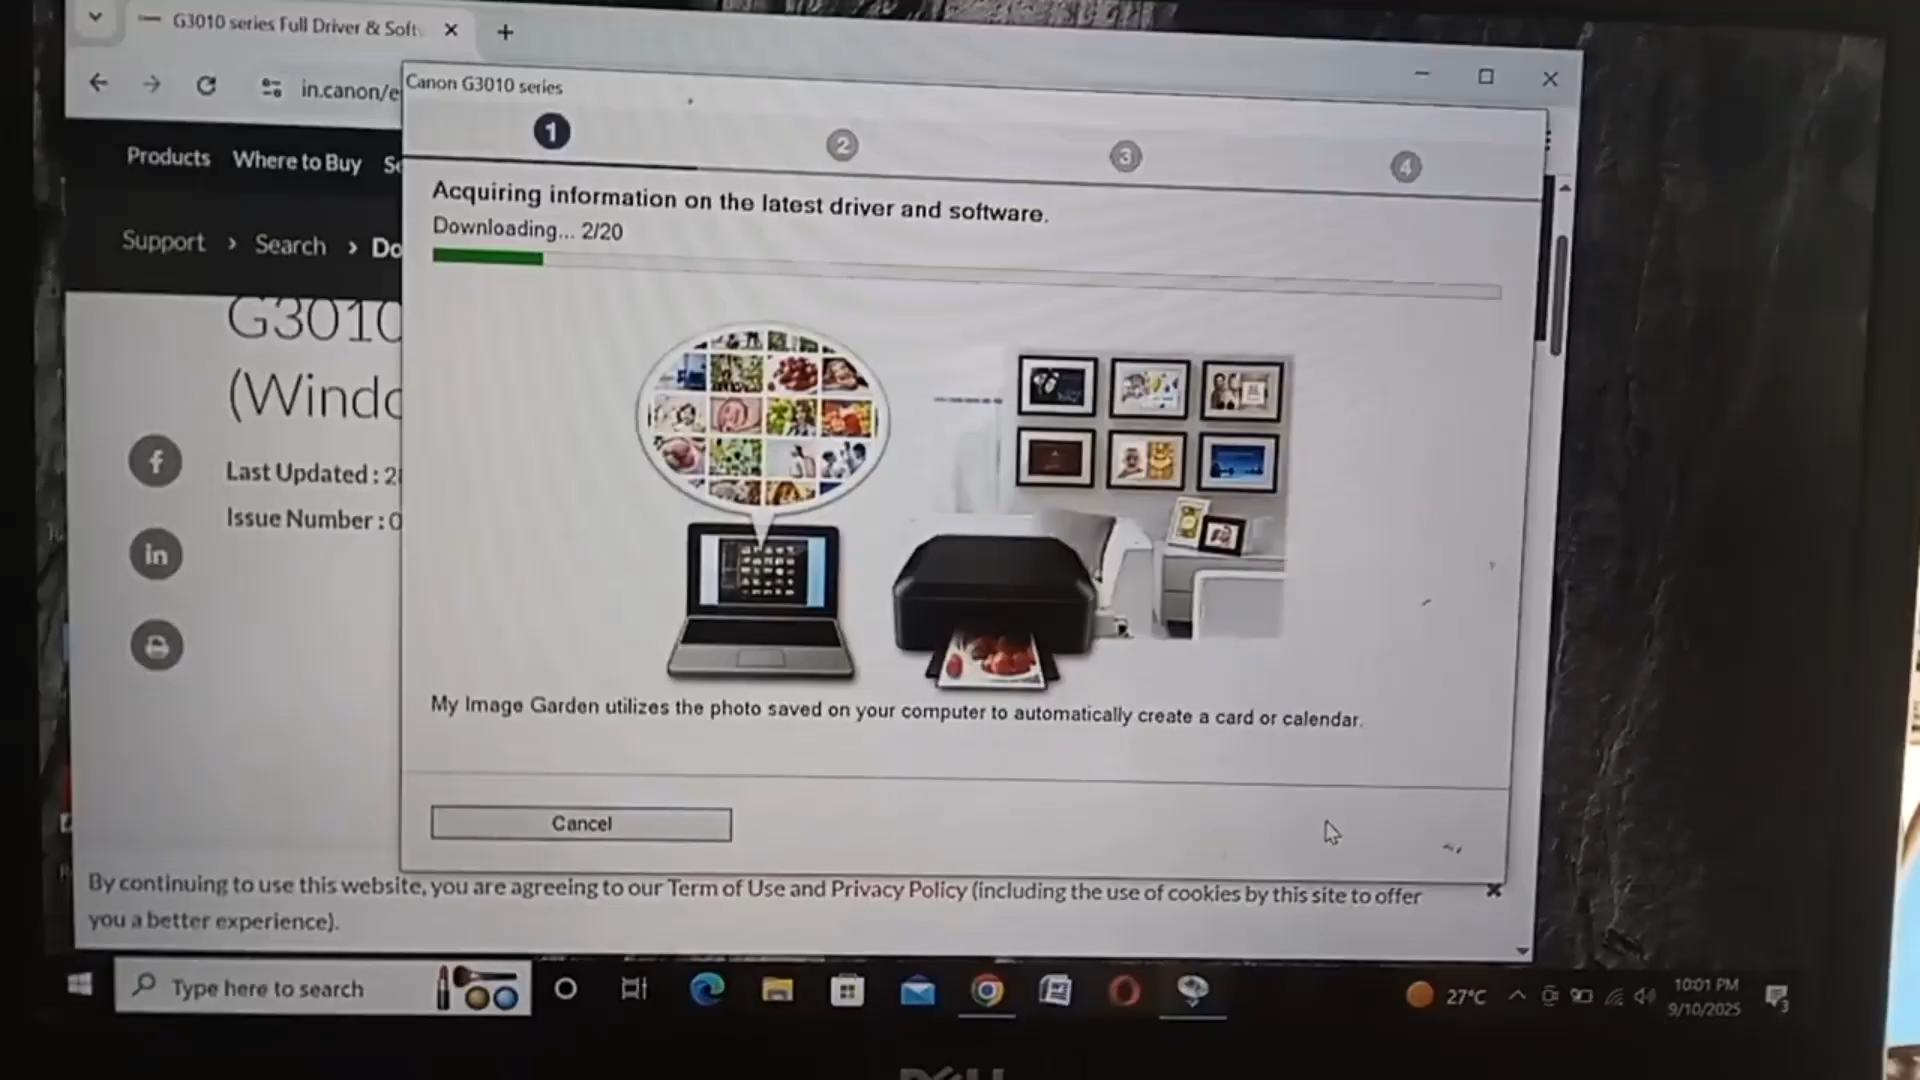 G3010 series Full Driver & Soft
in.canon/e
Canon G3010 series
Products Where to Buy
1 2 3 4
Acquiring information on the latest driver and software.
Downloading... 2/20
Support > Search > Do
G3010
(Windo
Last Updated : 2
Issue Number : 0
f
in
My Image Garden utilizes the photo saved on your computer to automatically create a card or calendar.
Cancel
By continuing to use this website, you are agreeing to our Term of Use and Privacy Policy (including the use of cookies by this site to offer
you a better experience).
Type here to search
27°C
10:01 PM
9/10/2025
3
DELL